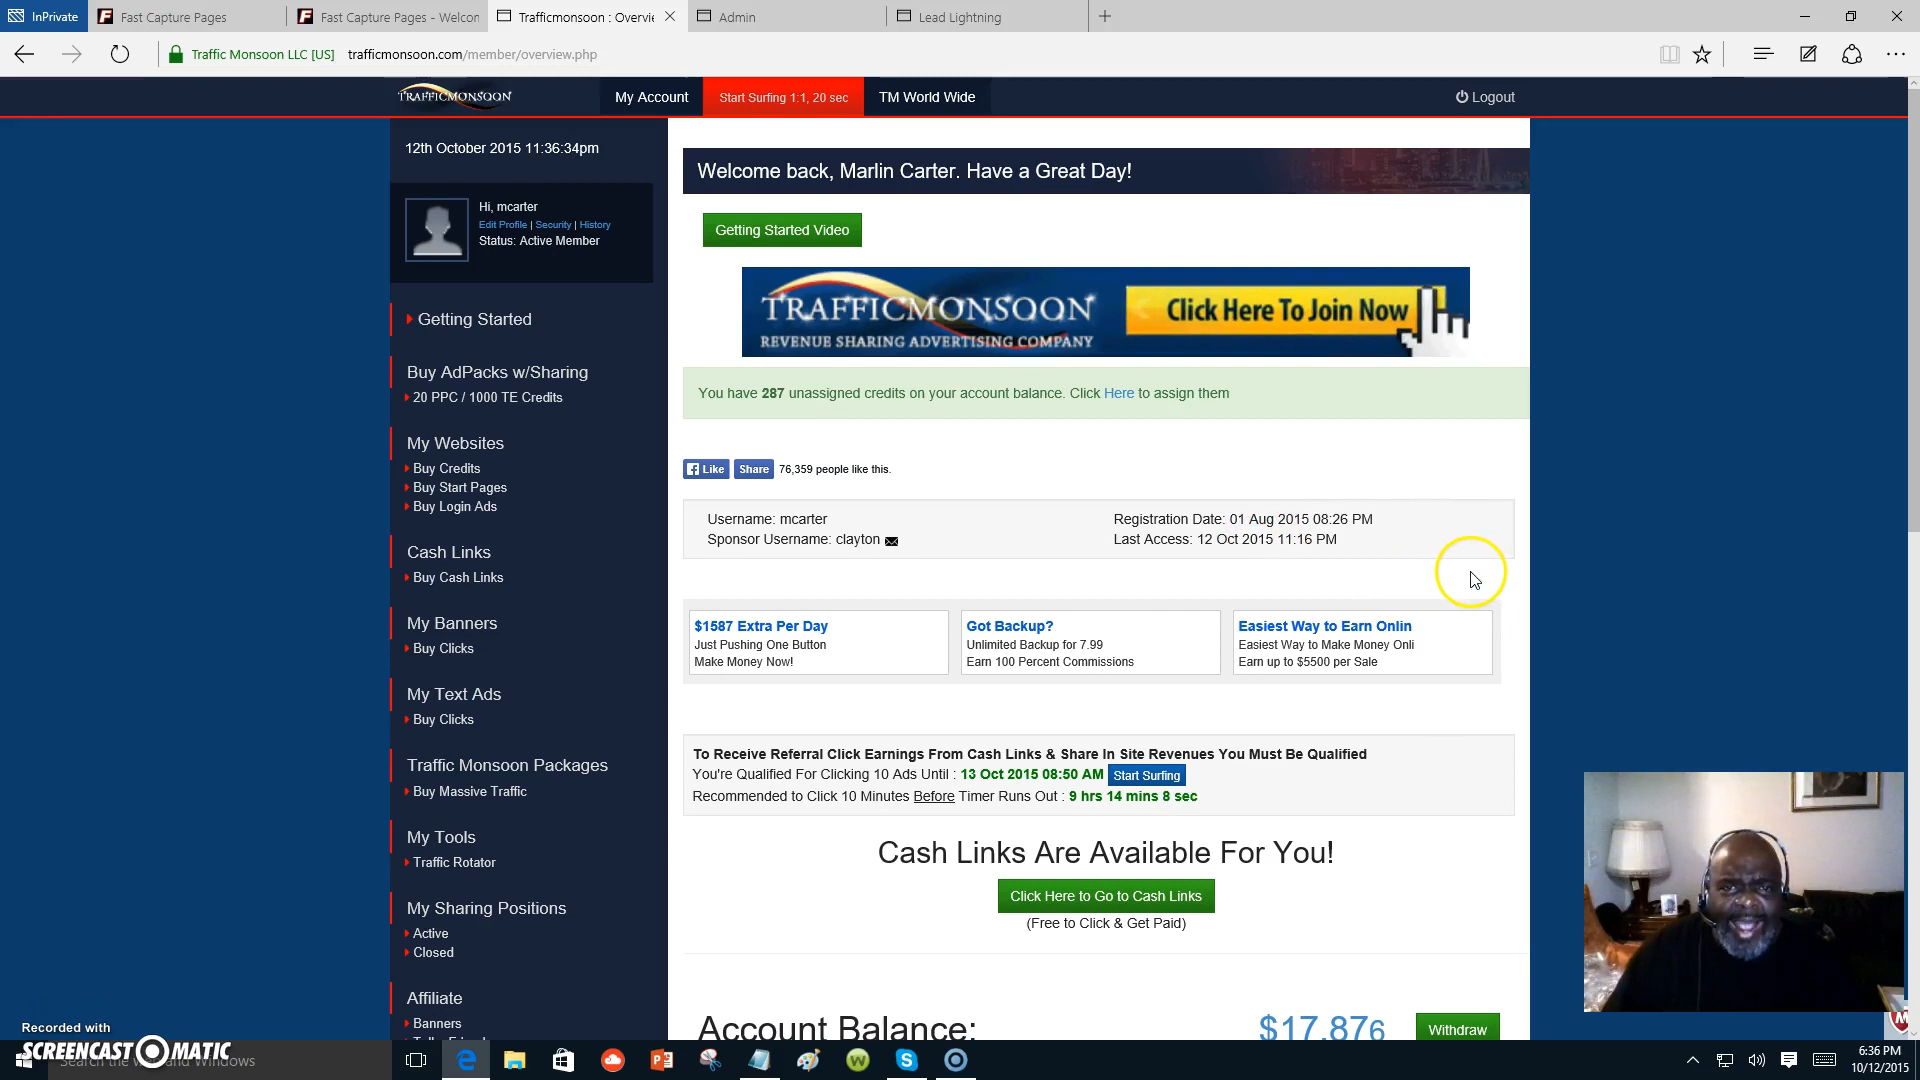 InPrivate
Fast Capture Pages
Fast Capture Pages - Welcon
Trafficmonsoon : Overvie
Admin
Lead Lightning
Traffic Monsoon LLC [US]
trafficmonsoon.com/member/overview.php
TRAFFICMONSOON
My Account
Start Surfing 1:1, 20 sec
TM World Wide
Logout
12th October 2015 11:36:34pm
Hi, mcarter
Edit Profile | Security | History
Status: Active Member
Getting Started
Buy AdPacks w/Sharing
20 PPC / 1000 TE Credits
My Websites
Buy Credits
Buy Start Pages
Buy Login Ads
Cash Links
Buy Cash Links
My Banners
Buy Clicks
My Text Ads
Buy Clicks
Traffic Monsoon Packages
Buy Massive Traffic
My Tools
Traffic Rotator
My Sharing Positions
Active
Closed
Affiliate
Banners
Welcome back, Marlin Carter. Have a Great Day!
Getting Started Video
TRAFFICMONSOON
REVENUE SHARING ADVERTISING COMPANY
Click Here To Join Now
You have 287 unassigned credits on your account balance. Click Here to assign them
Like
Share
76,359 people like this.
Username: mcarter
Sponsor Username: clayton
Registration Date: 01 Aug 2015 08:26 PM
Last Access: 12 Oct 2015 11:16 PM
$1587 Extra Per Day
Just Pushing One Button
Make Money Now!
Got Backup?
Unlimited Backup for 7.99
Earn 100 Percent Commissions
Easiest Way to Earn Onlin
Easiest Way to Make Money Onli
Earn up to $5500 per Sale
To Receive Referral Click Earnings From Cash Links & Share In Site Revenues You Must Be Qualified
You're Qualified For Clicking 10 Ads Until : 13 Oct 2015 08:50 AM Start Surfing
Recommended to Click 10 Minutes Before Timer Runs Out : 9 hrs 14 mins 8 sec
Cash Links Are Available For You!
Click Here to Go to Cash Links
(Free to Click & Get Paid)
Account Balance:
$17.876
Withdraw
Recorded with
SCREENCAST O MATIC
Search the web and Windows
6:36 PM
10/12/2015